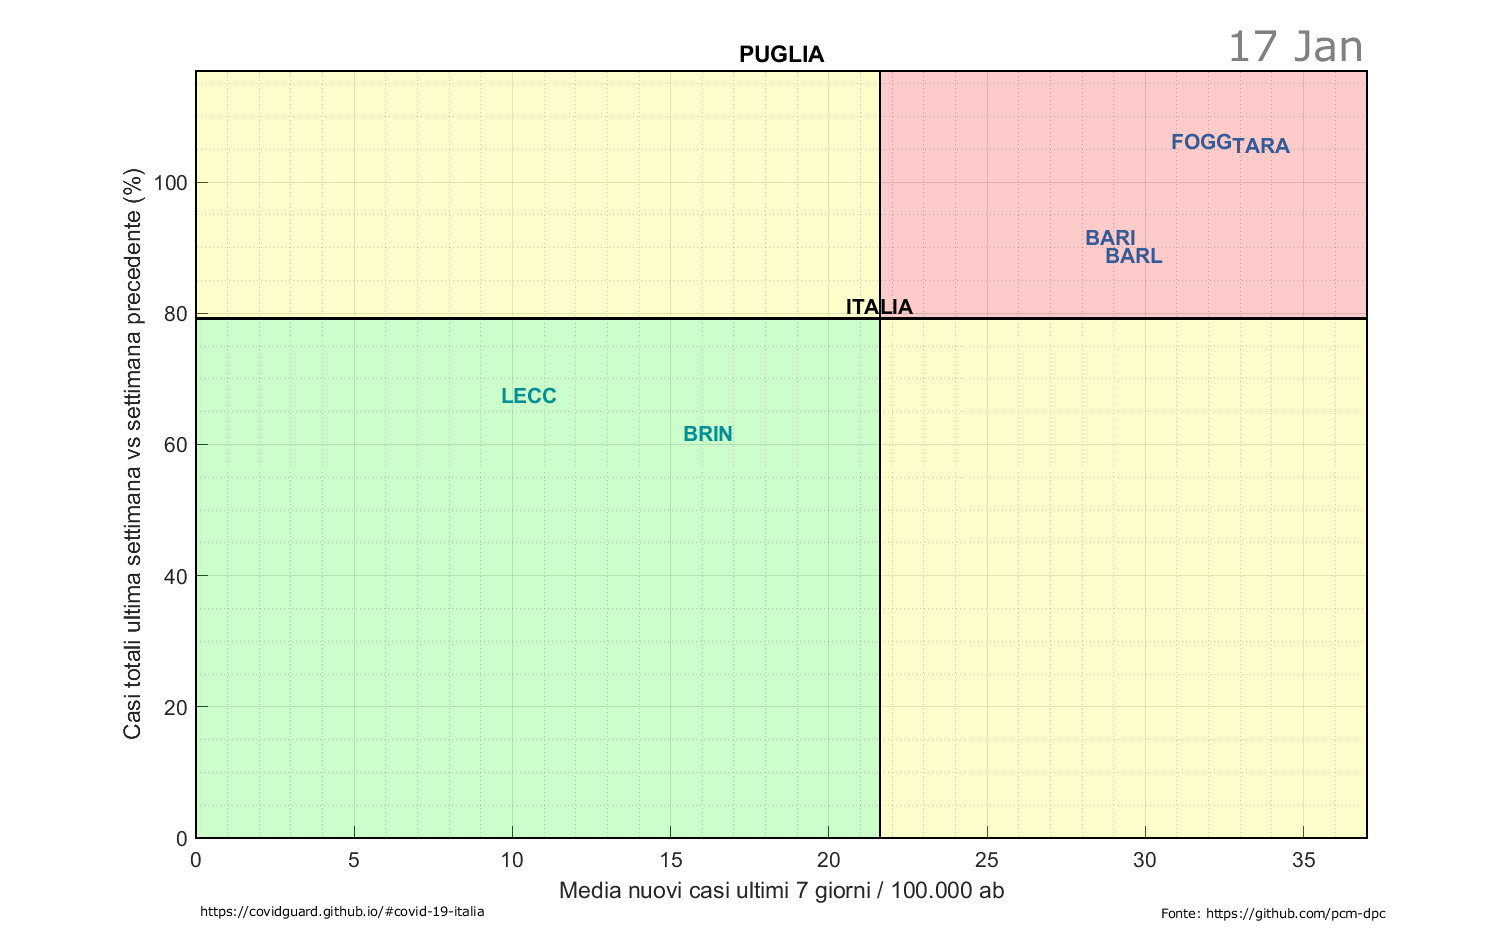 17 Jan
PUGLIA
FOGG
TARA
BARI
BARL
ITALIA
LECC
BRIN
Casi totali ultima settimana vs settimana precedente (%)
100
80
60
40
20
0
0 5 10 15 20 25 30 35
Media nuovi casi ultimi 7 giorni / 100.000 ab
https://covidguard.github.io/#covid-19-italia
Fonte: https://github.com/pcm-dpc